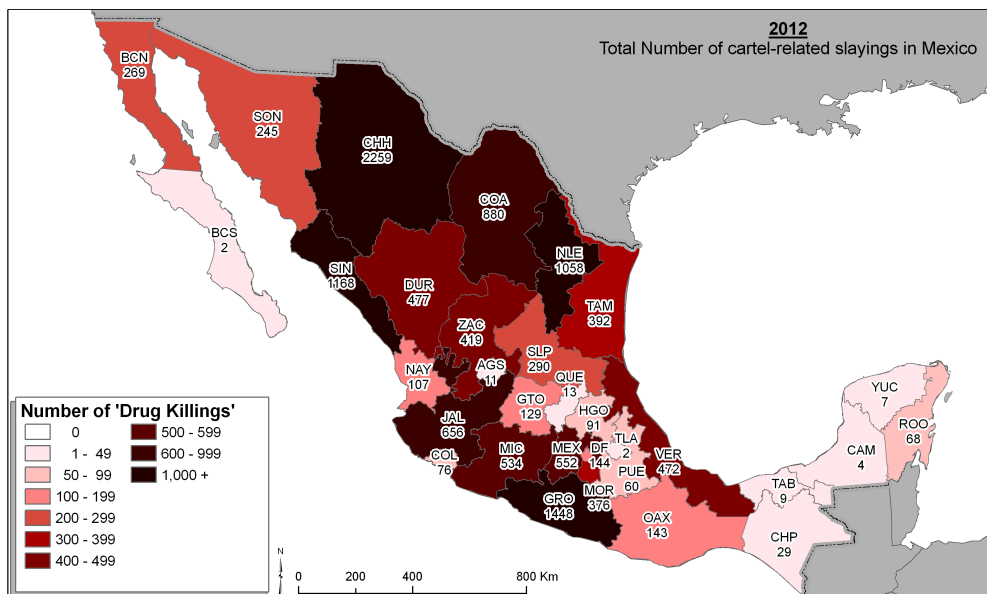 2012
Total Number of cartel-related slayings in Mexico
BCN
269
SON
245
CHH
2259
COA
880
BCS
2
NLE
1058
SIN
1168
DUR
477
TAM
392
ZAC
419
SLP
290
AGS
11
NAY
107
QUE
13
GTO
129
HGO
91
YUC
7
ROO
68
JAL
656
TLA
2
CAM
4
COL
76
MIC
534
MEX
552
DF
144
VER
472
PUE
60
TAB
9
MOR
376
GRO
1448
OAX
143
CHP
29
Number of 'Drug Killings'
0
1 - 49
50 - 99
100 - 199
200 - 299
300 - 399
400 - 499
500 - 599
600 - 999
1,000 +
N
0 200 400 800 Km